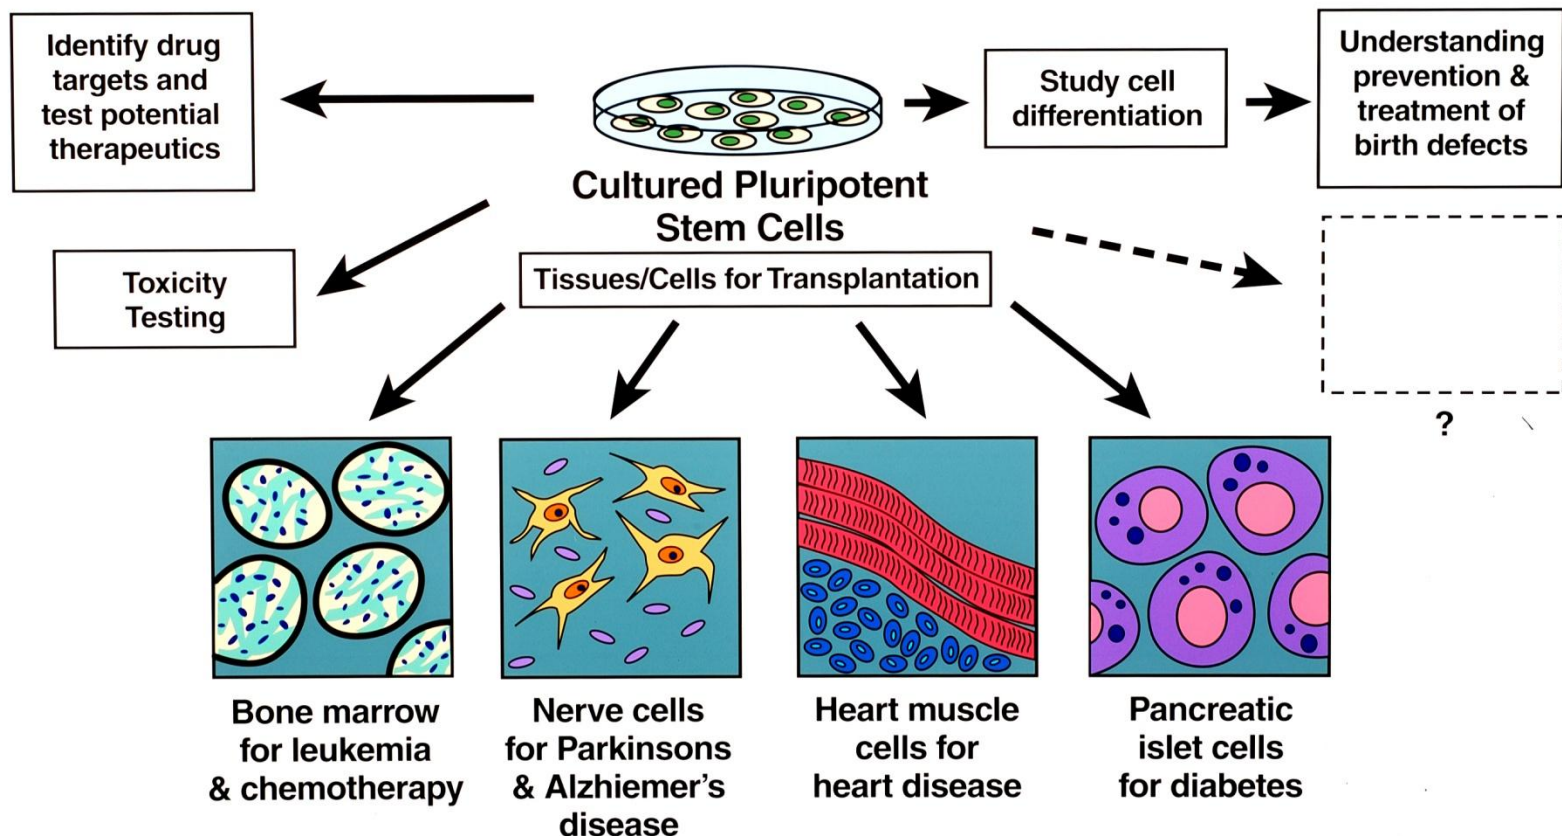 Identify drug
targets and
test potential
therapeutics
Cultured Pluripotent
Stem Cells
Study cell
differentiation
Understanding
prevention &
treatment of
birth defects
Toxicity
Testing
Tissues/Cells for Transplantation
?
Bone marrow
for leukemia
& chemotherapy
Nerve cells
for Parkinsons
& Alzhiemer's
disease
Heart muscle
cells for
heart disease
Pancreatic
islet cells
for diabetes